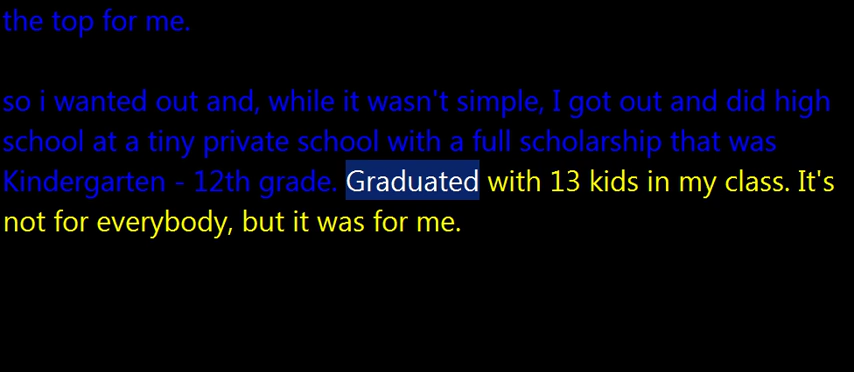 the top for me.
so i wanted out and, while it wasn't simple, I got out and did high
school at a tiny private school with a full scholarship that was
Kindergarten - 12th grade. Graduated with 13 kids in my class. It's
not for everybody, but it was for me.